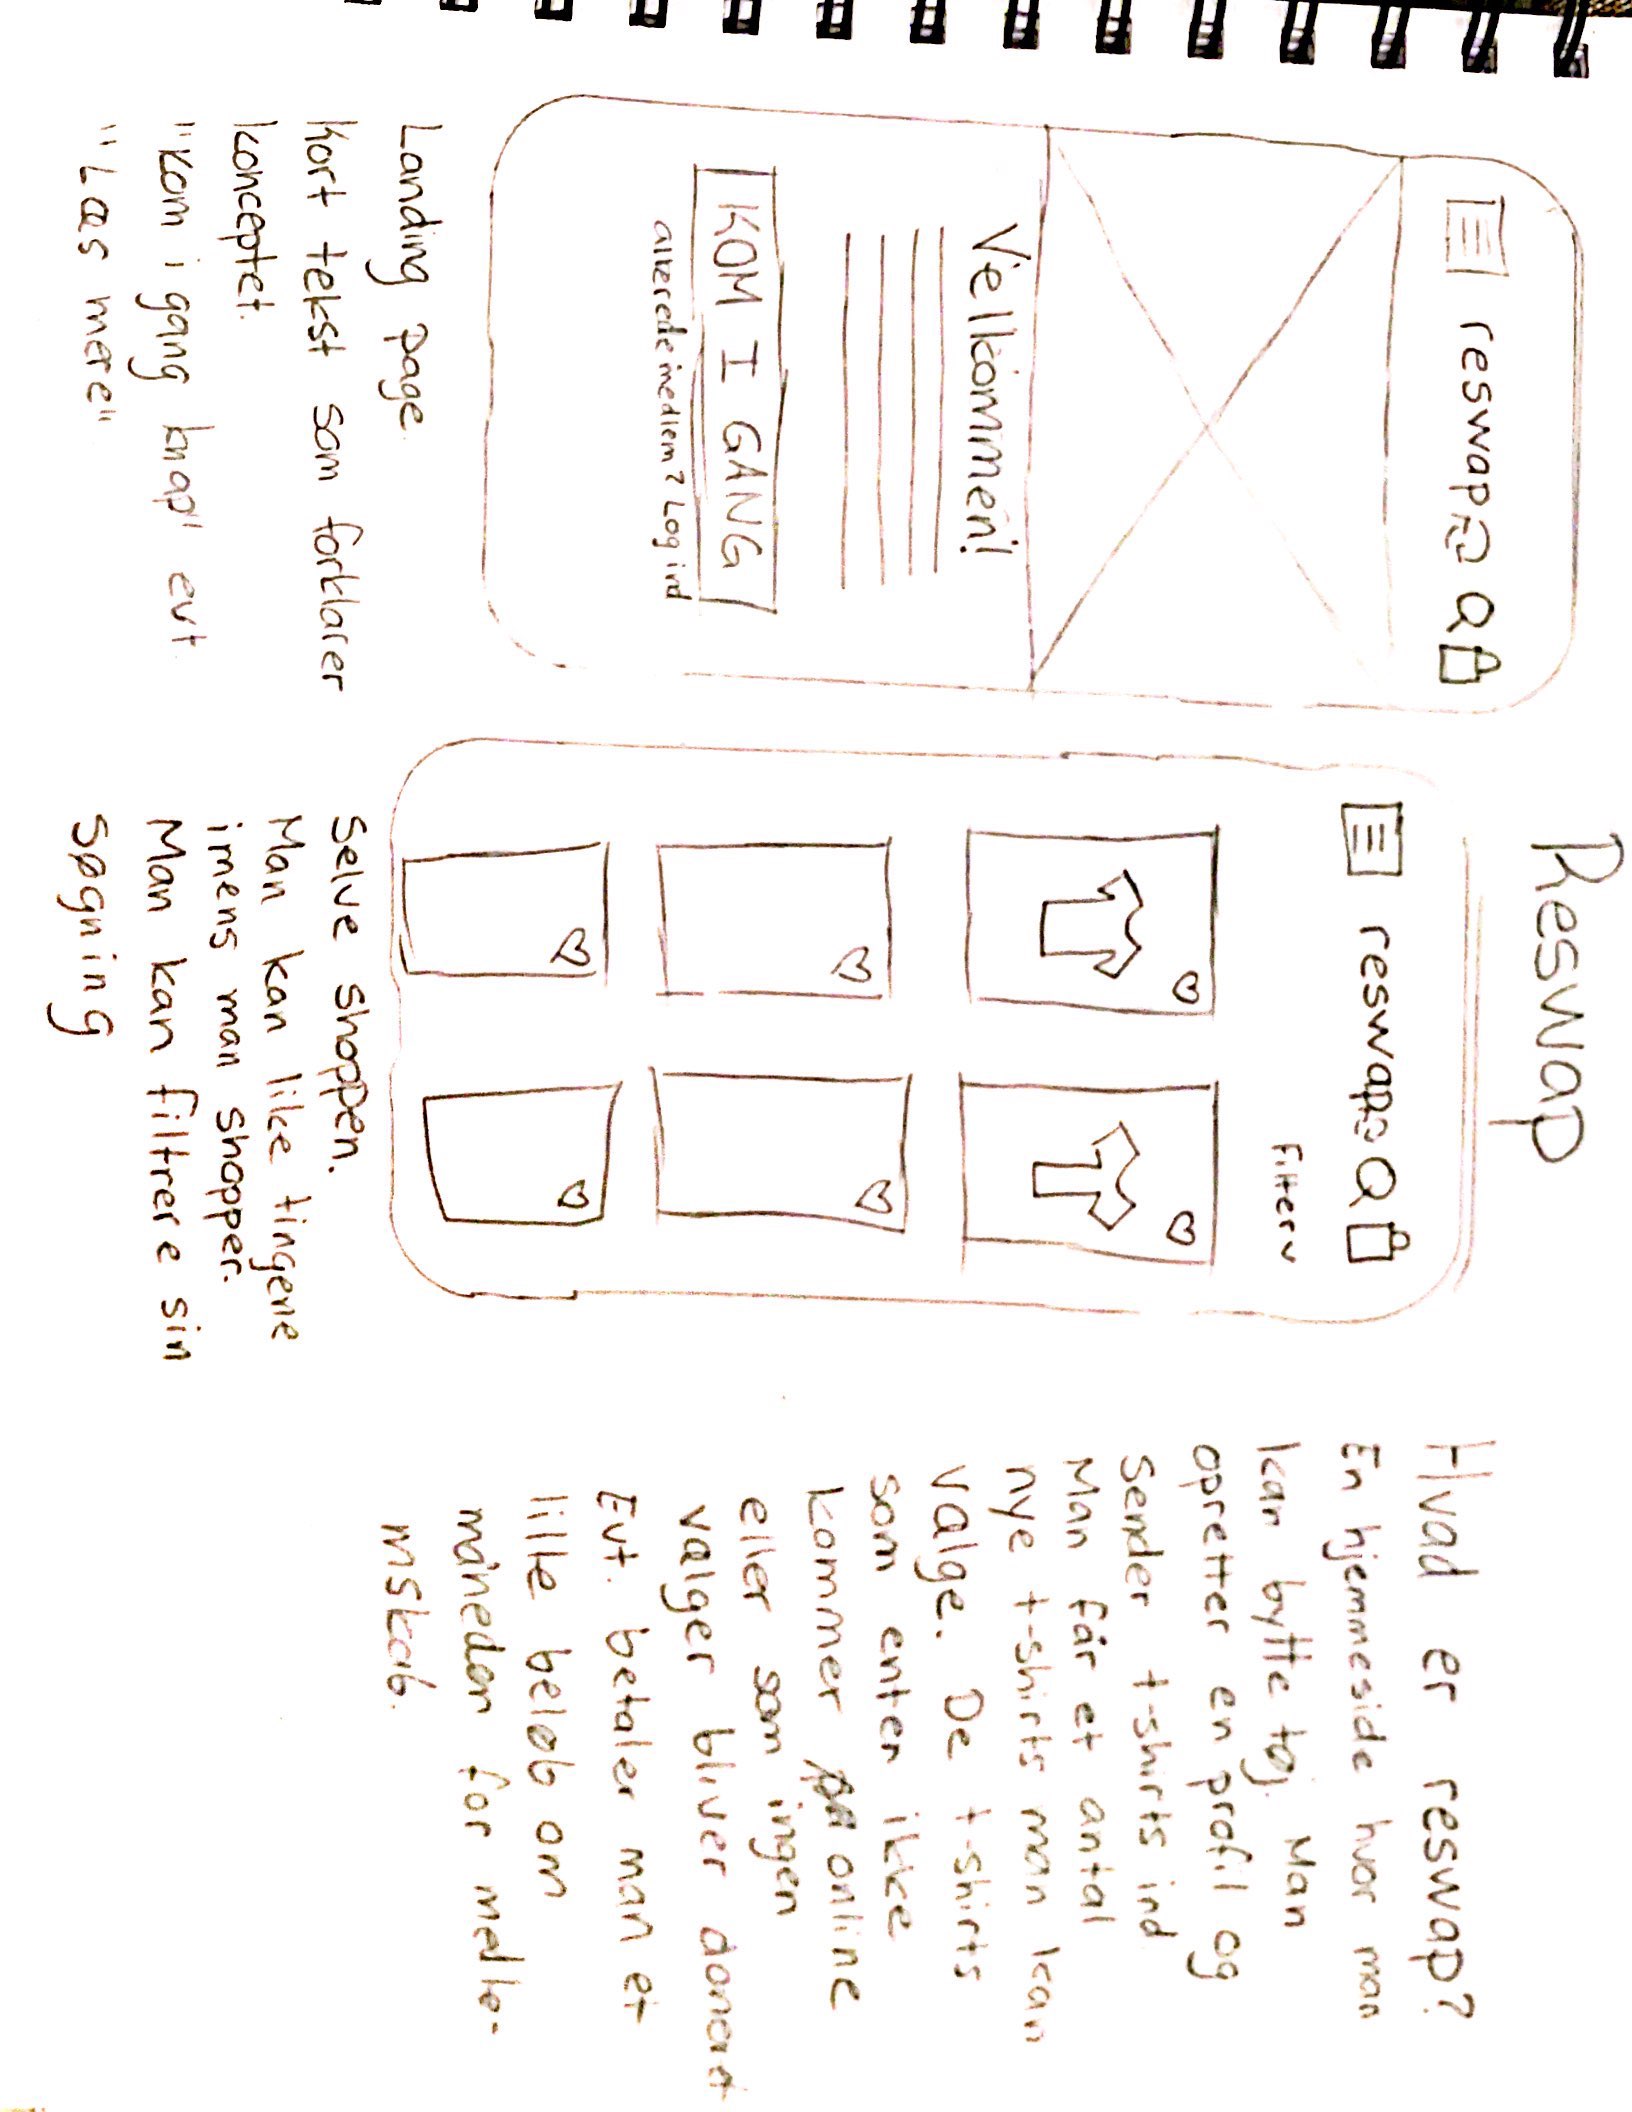 Reswap
reswap
Velkommen!
KOM I GANG
allerede medlem? Log ind
Landing page
Kort tekst som forklarer
konceptet.
"Kom i gang knap" evt.
"Læs mere"
reswap
Filter v
Selve shoppen.
Man kan like tingene
imens man shopper.
Man kan filtrere sin
søgning
Hvad er reswap?
En hjemmeside hvor man
kan bytte tøj. Man
opretter en profil og
sender t-shirts ind
Man får et antal
nye t-shirts man kan
valge. De t-shirts
som enten ikke
kommer online
eller som ingen
vælger bliver doneret
Evt. betaler man et
lille beløb om
måneden for medle-
mskab.